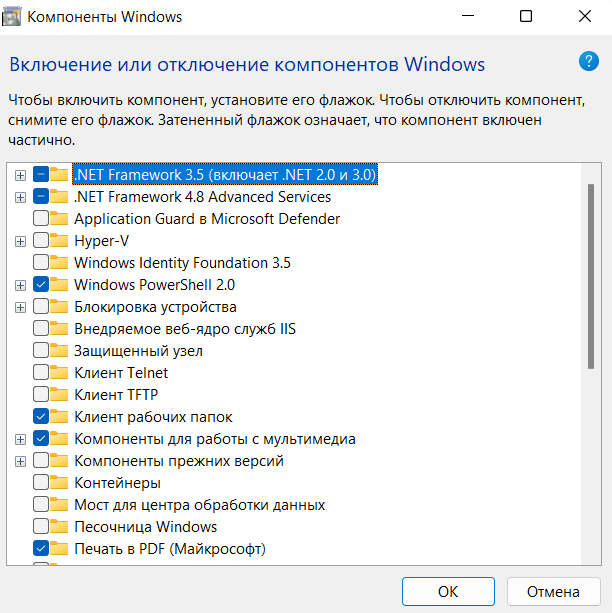 Компоненты Windows
Включение или отключение компонентов Windows
?
Чтобы включить компонент, установите его флажок. Чтобы отключить компонент,
снимите его флажок. Затененный флажок означает, что компонент включен
частично.
.NET Framework 3.5 (включает .NET 2.0 и 3.0)
.NET Framework 4.8 Advanced Services
Application Guard в Microsoft Defender
Hyper-V
Windows Identity Foundation 3.5
Windows PowerShell 2.0
Блокировка устройства
Внедряемое веб-ядро служб IIS
Защищенный узел
Клиент Telnet
Клиент TFTP
Клиент рабочих папок
Компоненты для работы с мультимедиа
Компоненты прежних версий
Контейнеры
Мост для центра обработки данных
Песочница Windows
Печать в PDF (Майкрософт)
OK
Отмена